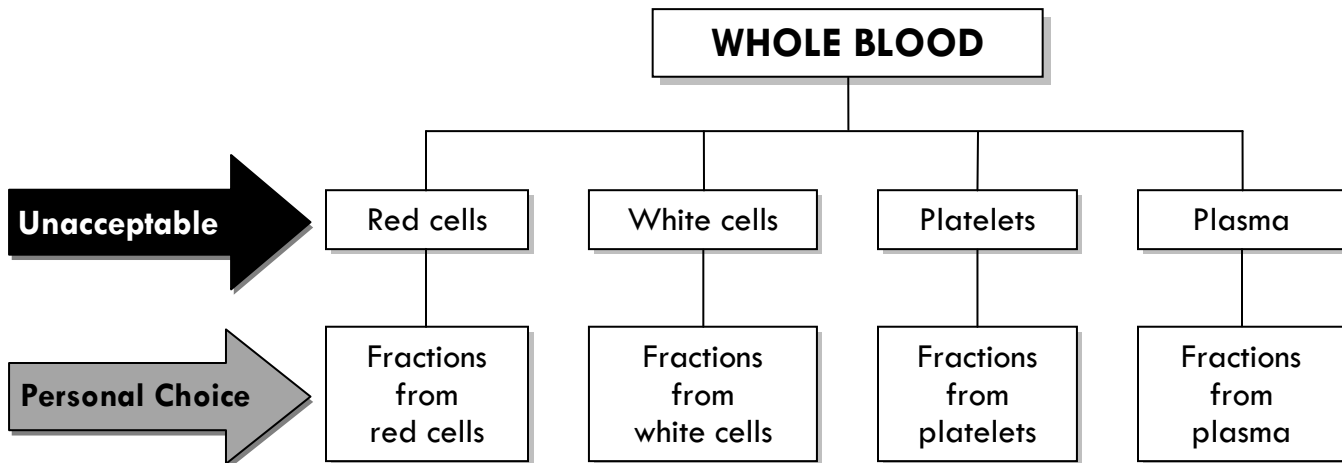 WHOLE BLOOD
Unacceptable
Red cells
White cells
Platelets
Plasma
Personal Choice
Fractions
from
red cells
Fractions
from
white cells
Fractions
from
platelets
Fractions
from
plasma